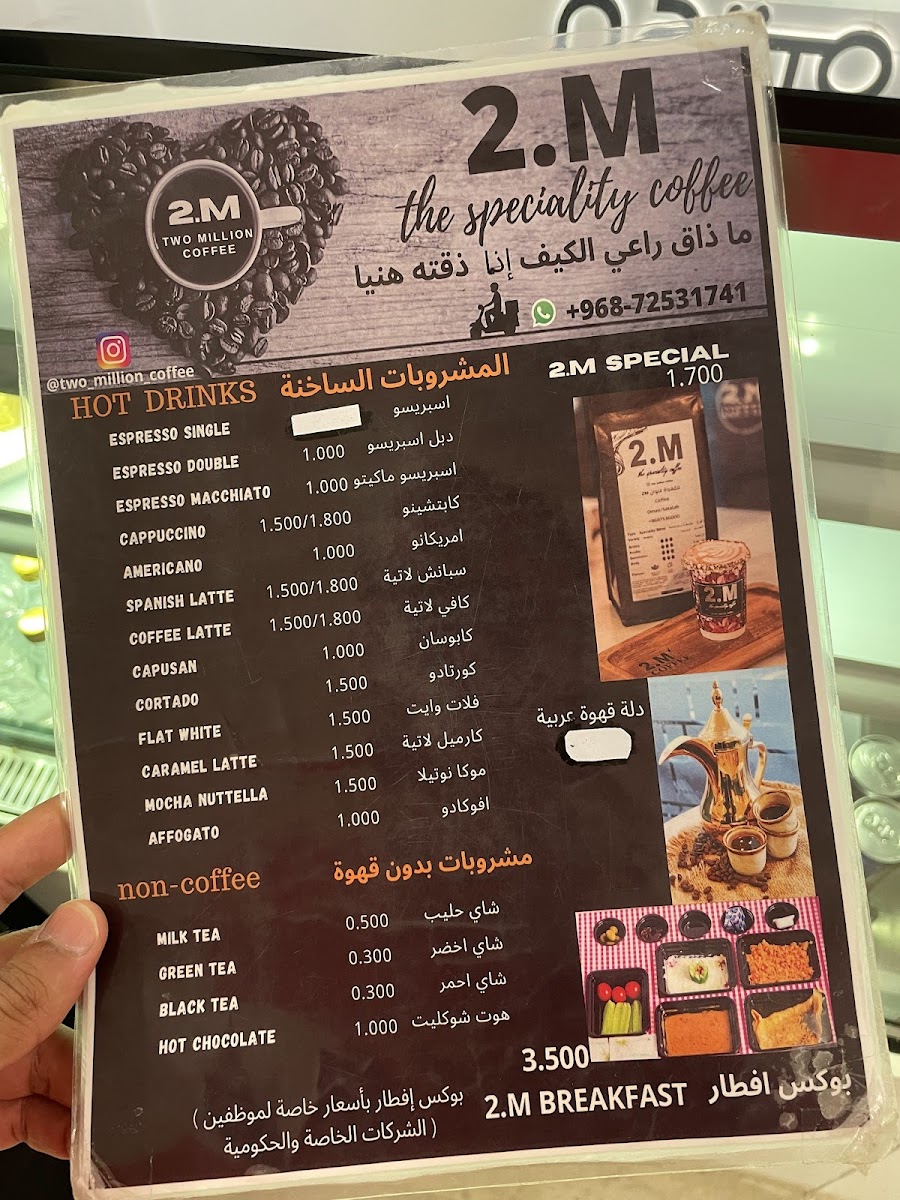 2.M
the speciality coffee
2.M
TWO MILLION
COFFEE
ما ذاق راعي الكيف إذا ذقته هنيا
+968-72531741
@two_million_coffee
HOT DRINKS المشروبات الساخنة
2.M SPECIAL
1.700
ESPRESSO SINGLE اسبريسو
ESPRESSO DOUBLE 1.000 دبل اسبريسو
ESPRESSO MACCHIATO 1.000 اسبريسو ماكيتو
CAPPUCCINO 1.500/1.800 كابتشينو
AMERICANO 1.000 امريكانو
SPANISH LATTE 1.500/1.800 سبانش لاتية
COFFEE LATTE 1.500/1.800 كافي لاتية
CAPUSAN 1.000 كابوسان
CORTADO 1.500 كورتادو
FLAT WHITE 1.500 فلات وايت
CARAMEL LATTE 1.500 كارميل لاتية
MOCHA NUTTELLA 1.500 موكا نوتيلا
AFFOGATO 1.000 افوكادو
2.M
the speciality coffee
2.M
2.M
COFFEE
دلة قهوة عربية
non-coffee مشروبات بدون قهوة
MILK TEA 0.500 شاي حليب
GREEN TEA 0.300 شاي اخضر
BLACK TEA 0.300 شاي احمر
HOT CHOCOLATE 1.000 هوت شوكليت
3.500
2.M BREAKFAST بوكس افطار
بوكس إفطار بأسعار خاصة لموظفين (
( الشركات الخاصة والحكومية